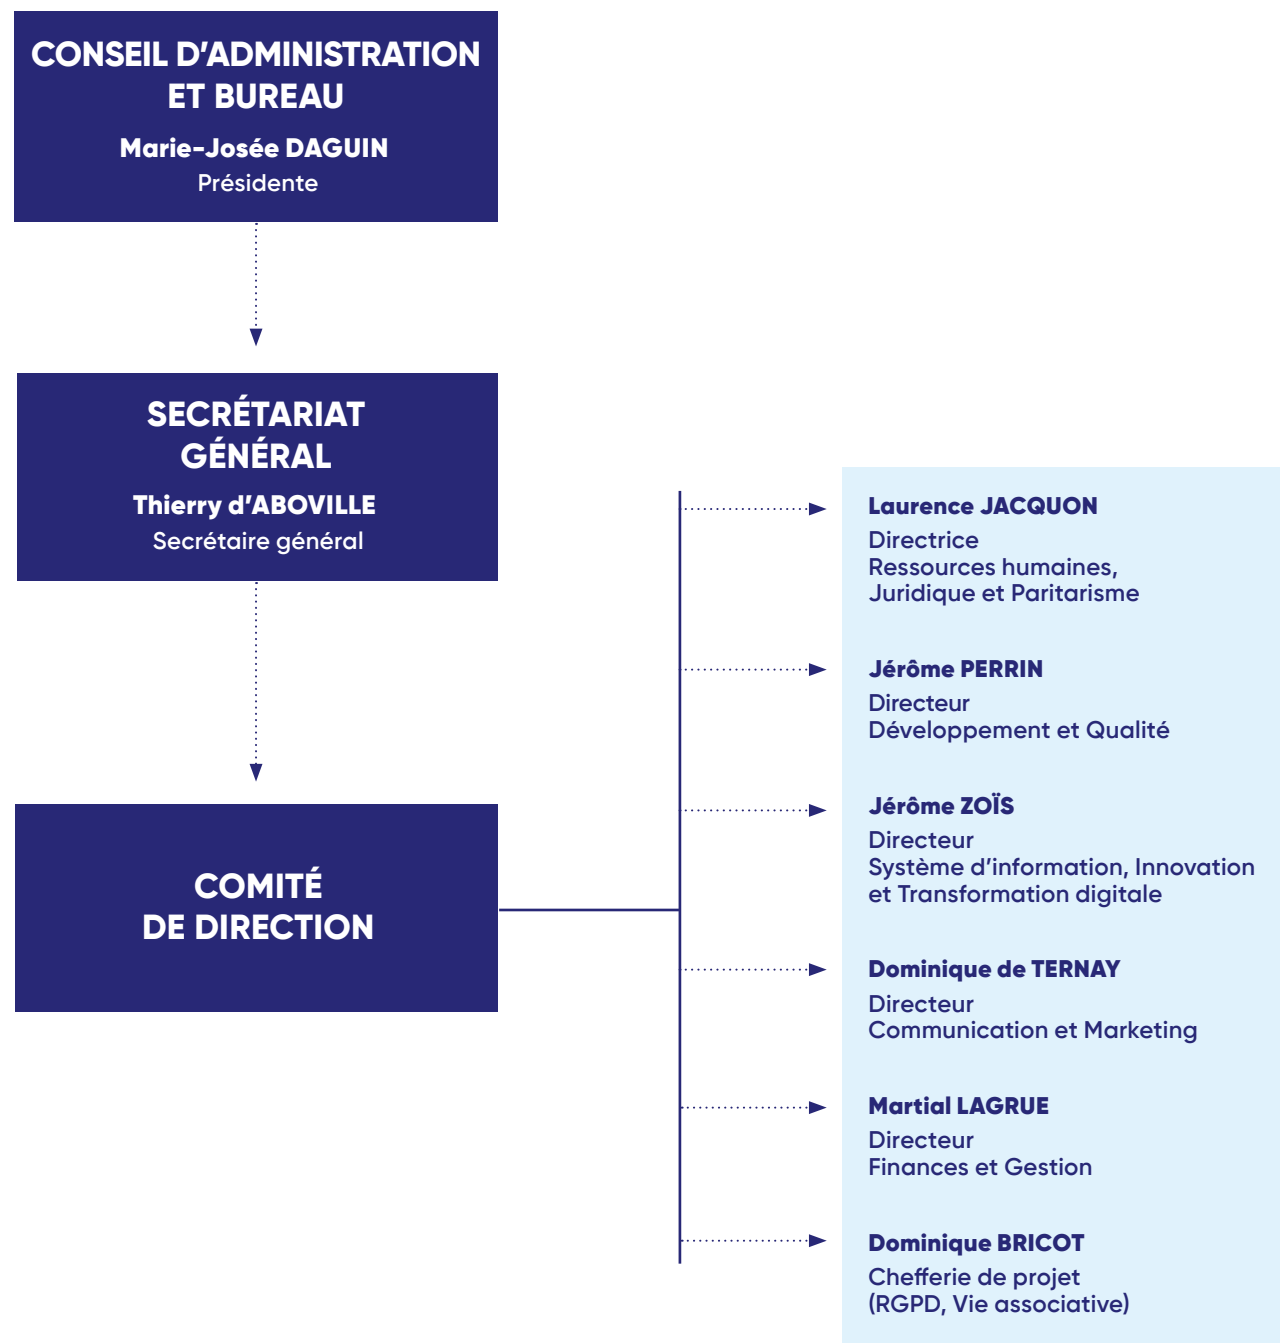 CONSEIL D’ADMINISTRATION
ET BUREAU
Marie-Josée DAGUIN
Présidente
SECRÉTARIAT
GÉNÉRAL
Thierry d’ABOVILLE
Secrétaire général
COMITÉ
DE DIRECTION
Laurence JACQUON
Directrice
Ressources humaines,
Juridique et Paritarisme
Jérôme PERRIN
Directeur
Développement et Qualité
Jérôme ZOÏS
Directeur
Système d’information, Innovation
et Transformation digitale
Dominique de TERNAY
Directeur
Communication et Marketing
Martial LAGRUE
Directeur
Finances et Gestion
Dominique BRICOT
Chefferie de projet
(RGPD, Vie associative)